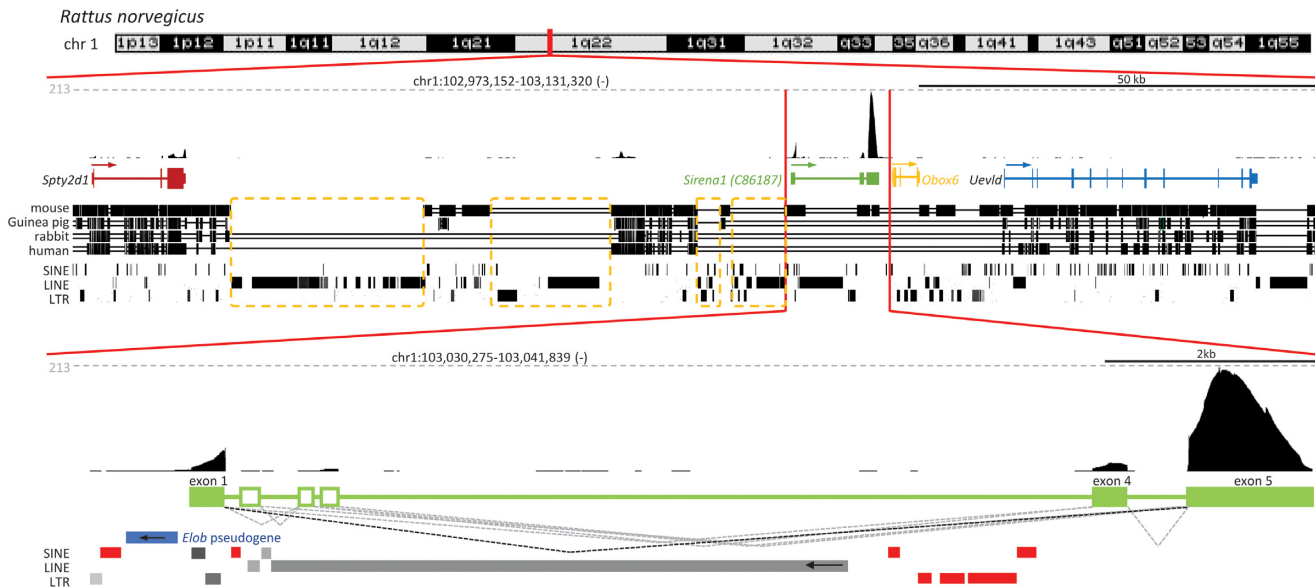 Rattus norvegicus
chr 1 1p13 1p12 1p11 1q11 1q12 1q21 1q22 1q31 1q32 q33 35 q36 1q41 1q43 q51 q52 53 q54 1q55
chr1:102,973,152-103,131,320 (-) 50 kb
213
Spty2d1 Sirena1 (C86187) Obox6 Uevld
mouse
Guinea pig
rabbit
human
SINE
LINE
LTR
chr1:103,030,275-103,041,839 (-) 2kb
213
exon 1 exon 4 exon 5
Elob pseudogene
SINE
LINE
LTR